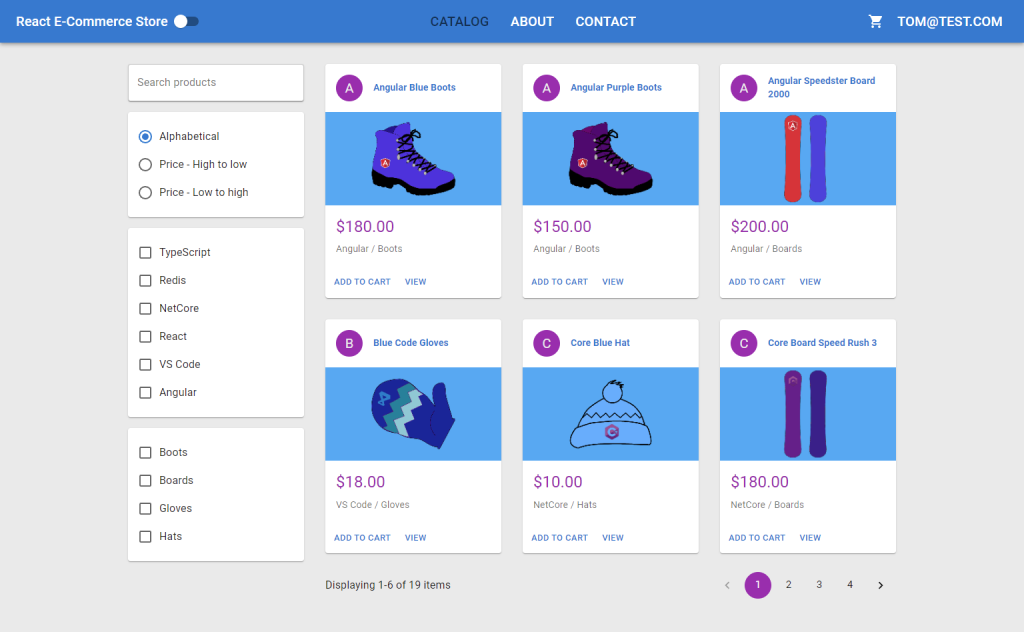 React E-Commerce Store
CATALOG ABOUT CONTACT
TOM@TEST.COM
Search products
Alphabetical
Price - High to low
Price - Low to high
TypeScript
Redis
NetCore
React
VS Code
Angular
Boots
Boards
Gloves
Hats
A Angular Blue Boots
$180.00
Angular / Boots
ADD TO CART VIEW
A Angular Purple Boots
$150.00
Angular / Boots
ADD TO CART VIEW
A Angular Speedster Board
2000
$200.00
Angular / Boards
ADD TO CART VIEW
B Blue Code Gloves
$18.00
VS Code / Gloves
ADD TO CART VIEW
C Core Blue Hat
$10.00
NetCore / Hats
ADD TO CART VIEW
C Core Board Speed Rush 3
$180.00
NetCore / Boards
ADD TO CART VIEW
Displaying 1-6 of 19 items
1 2 3 4